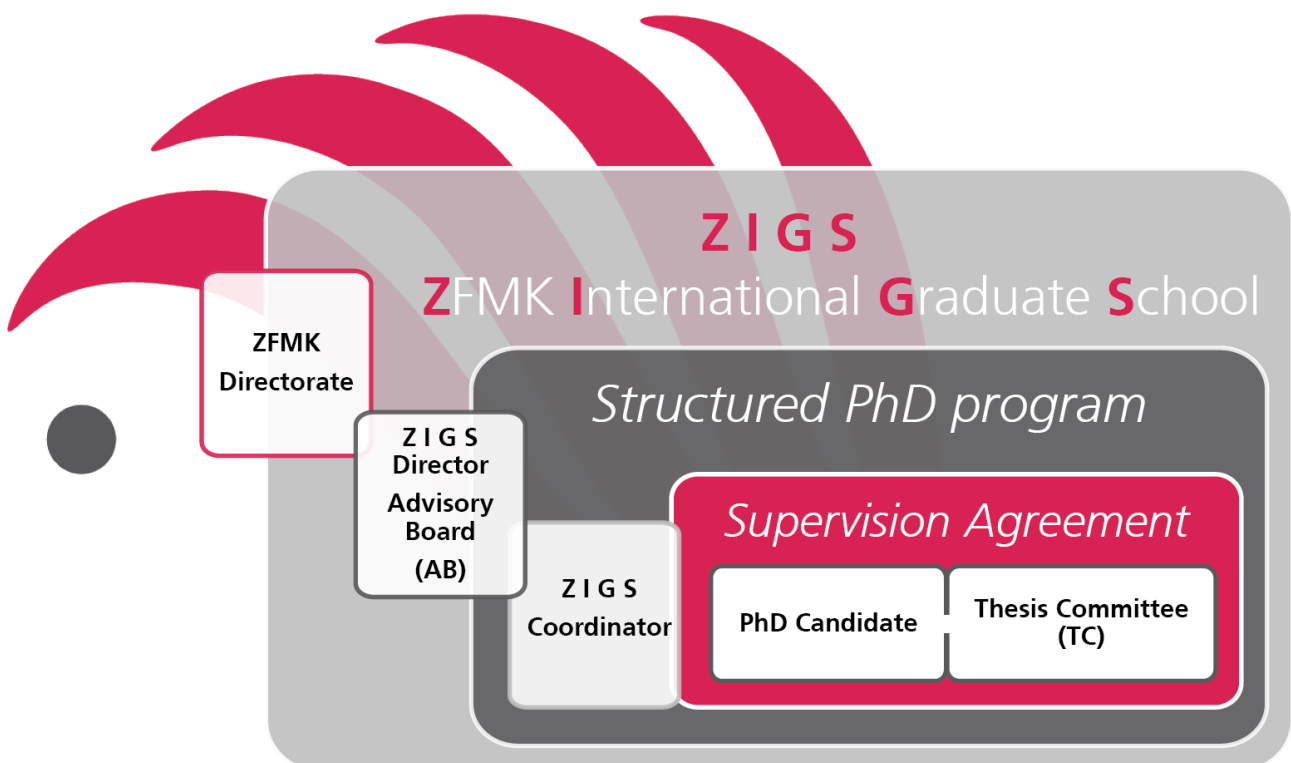 Z I G S
ZFMK International Graduate School
ZFMK
Directorate
Structured PhD program
Z I G S
Director
Advisory
Board
(AB)
Supervision Agreement
Z I G S
Coordinator
PhD Candidate
Thesis Committee
(TC)